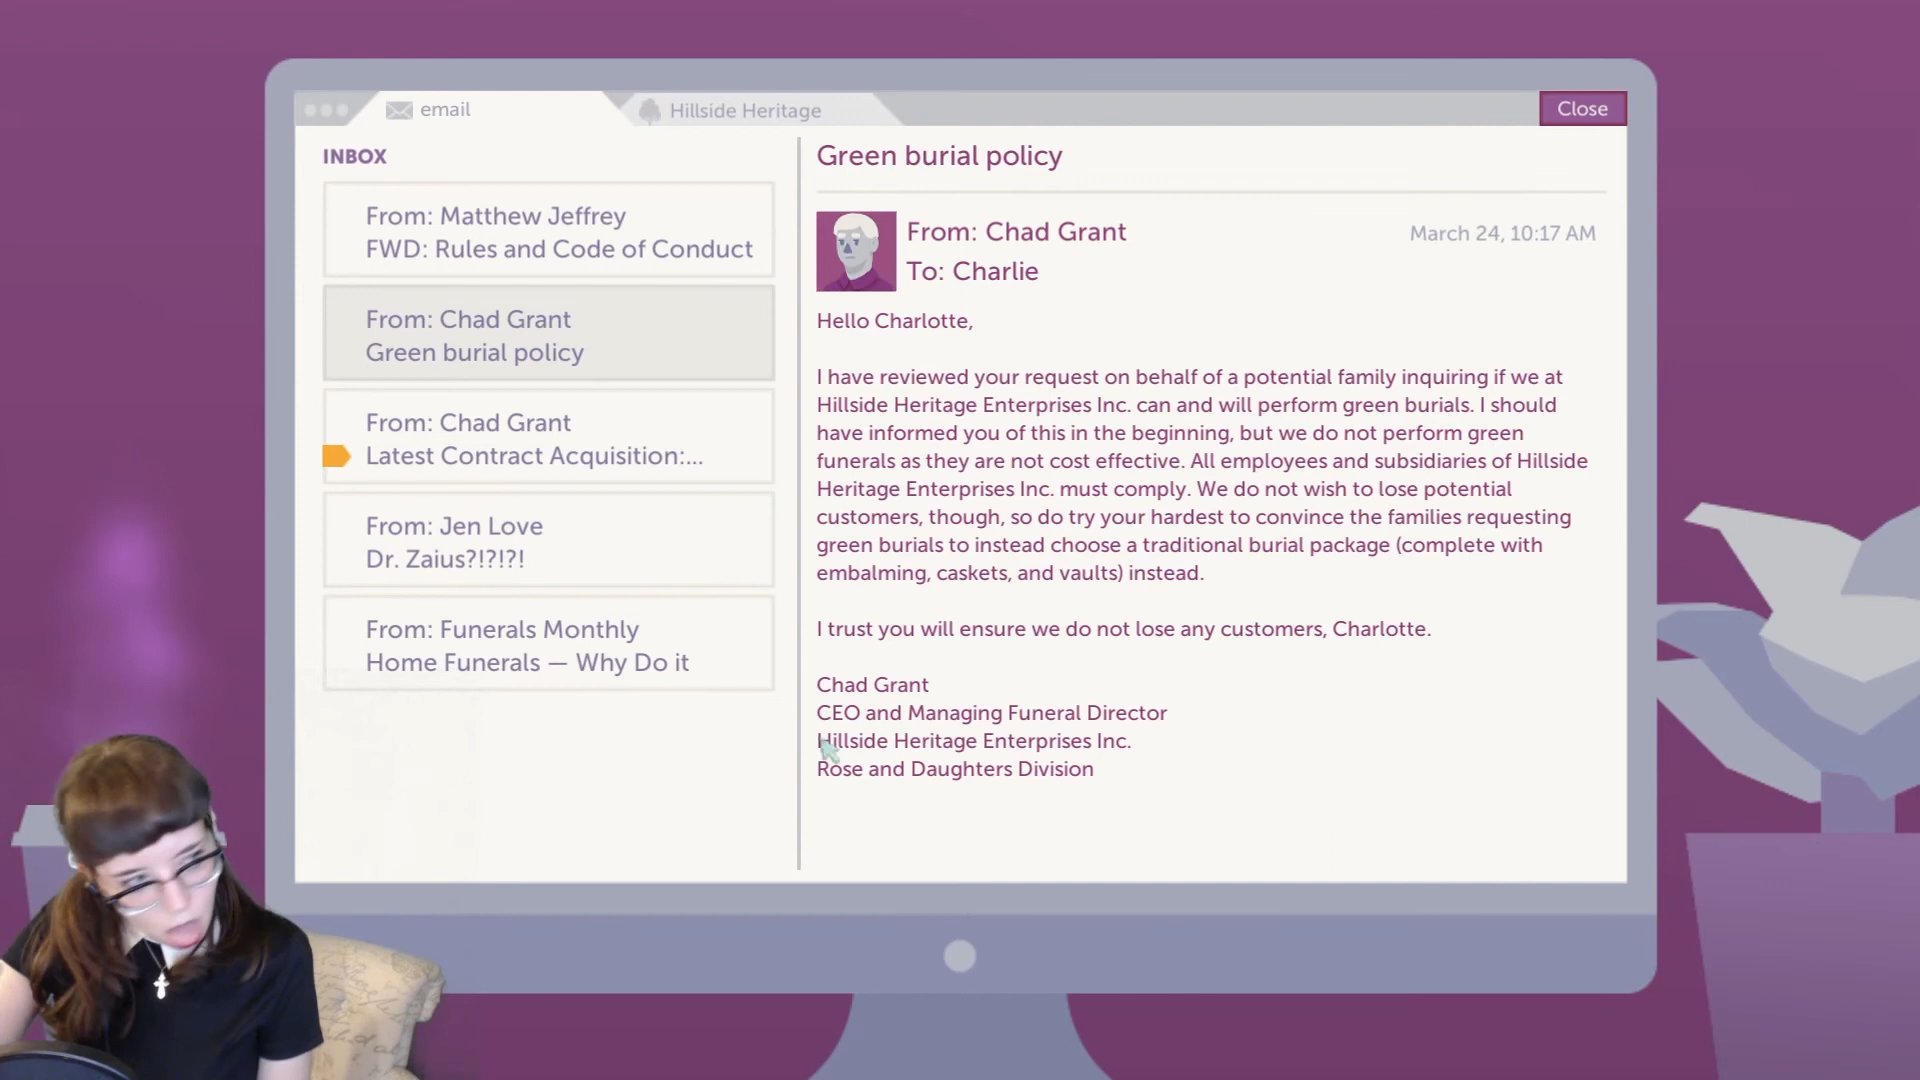 email
Hillside Heritage
Close
INBOX
From: Matthew Jeffrey
FWD: Rules and Code of Conduct
From: Chad Grant
Green burial policy
From: Chad Grant
Latest Contract Acquisition:...
From: Jen Love
Dr. Zaius?!?!?!
From: Funerals Monthly
Home Funerals — Why Do it
Green burial policy
From: Chad Grant
March 24, 10:17 AM
To: Charlie
Hello Charlotte,
I have reviewed your request on behalf of a potential family inquiring if we at
Hillside Heritage Enterprises Inc. can and will perform green burials. I should
have informed you of this in the beginning, but we do not perform green
funerals as they are not cost effective. All employees and subsidiaries of Hillside
Heritage Enterprises Inc. must comply. We do not wish to lose potential
customers, though, so do try your hardest to convince the families requesting
green burials to instead choose a traditional burial package (complete with
embalming, caskets, and vaults) instead.
I trust you will ensure we do not lose any customers, Charlotte.
Chad Grant
CEO and Managing Funeral Director
Hillside Heritage Enterprises Inc.
Rose and Daughters Division